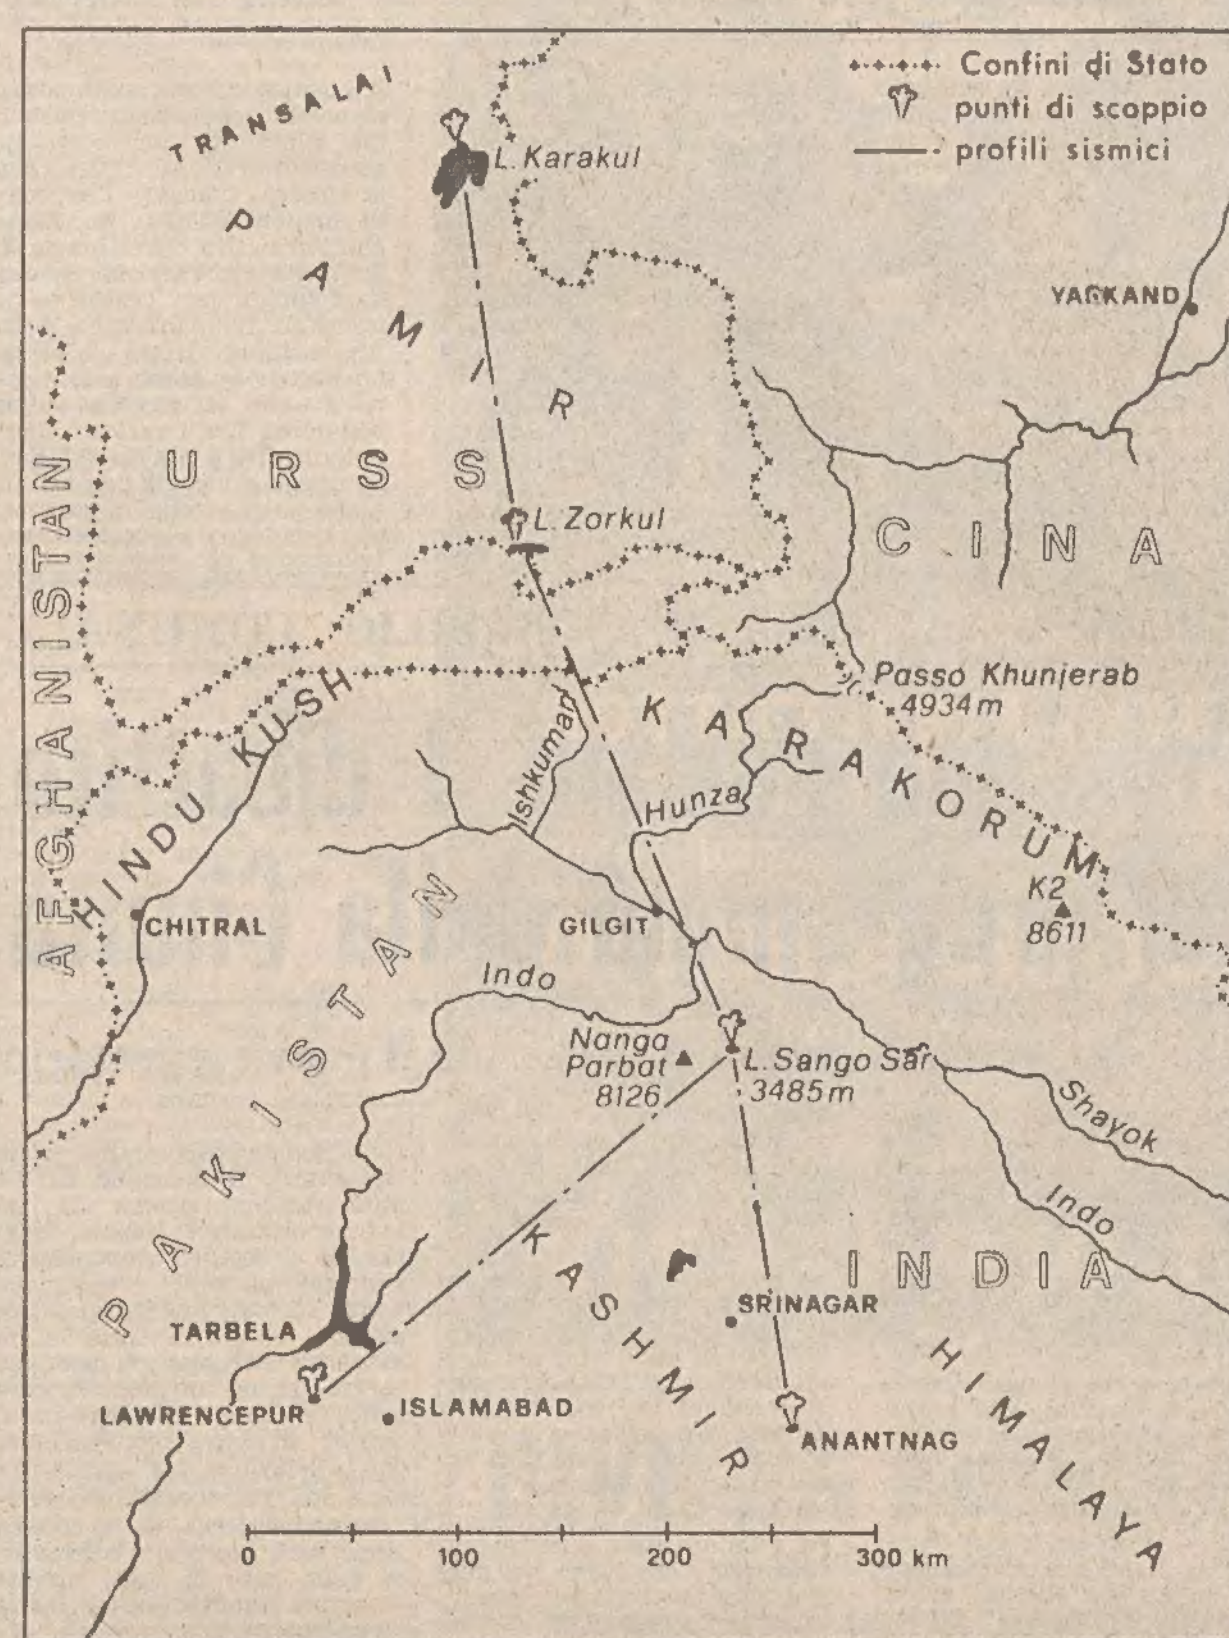 Confini di Stato
punti di scoppio
profili sismici
TRANSALAI
L. Karakul
PAMIR
YARKAND
URSS
L. Zorkul
CINA
AFGHANISTAN
Passo Khunjerab
4934 m
HINDU KUSH
Ishkuman
KARAKORUM
Hunza
K2
8611
CHITRAL
GILGIT
Indo
Nanga
Parbat
8126
L. Sango Sar
3485 m
Shayok
Indo
PAKISTAN
KASHMIR
INDIA
SRINAGAR
TARBELA
HIMALAYA
LAWRENCEPUR
ISLAMABAD
ANANTNAG
0 100 200 300 km